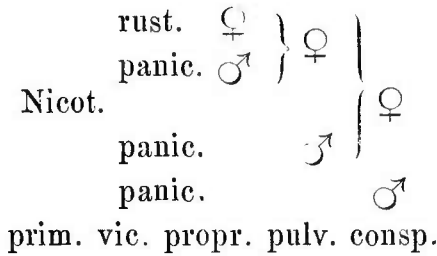 rust. ♀ } ♀ }
panic. ♂
Nicot. } ♀
panic. ♂
panic. ♂
prim. vic. propr. pulv. consp.